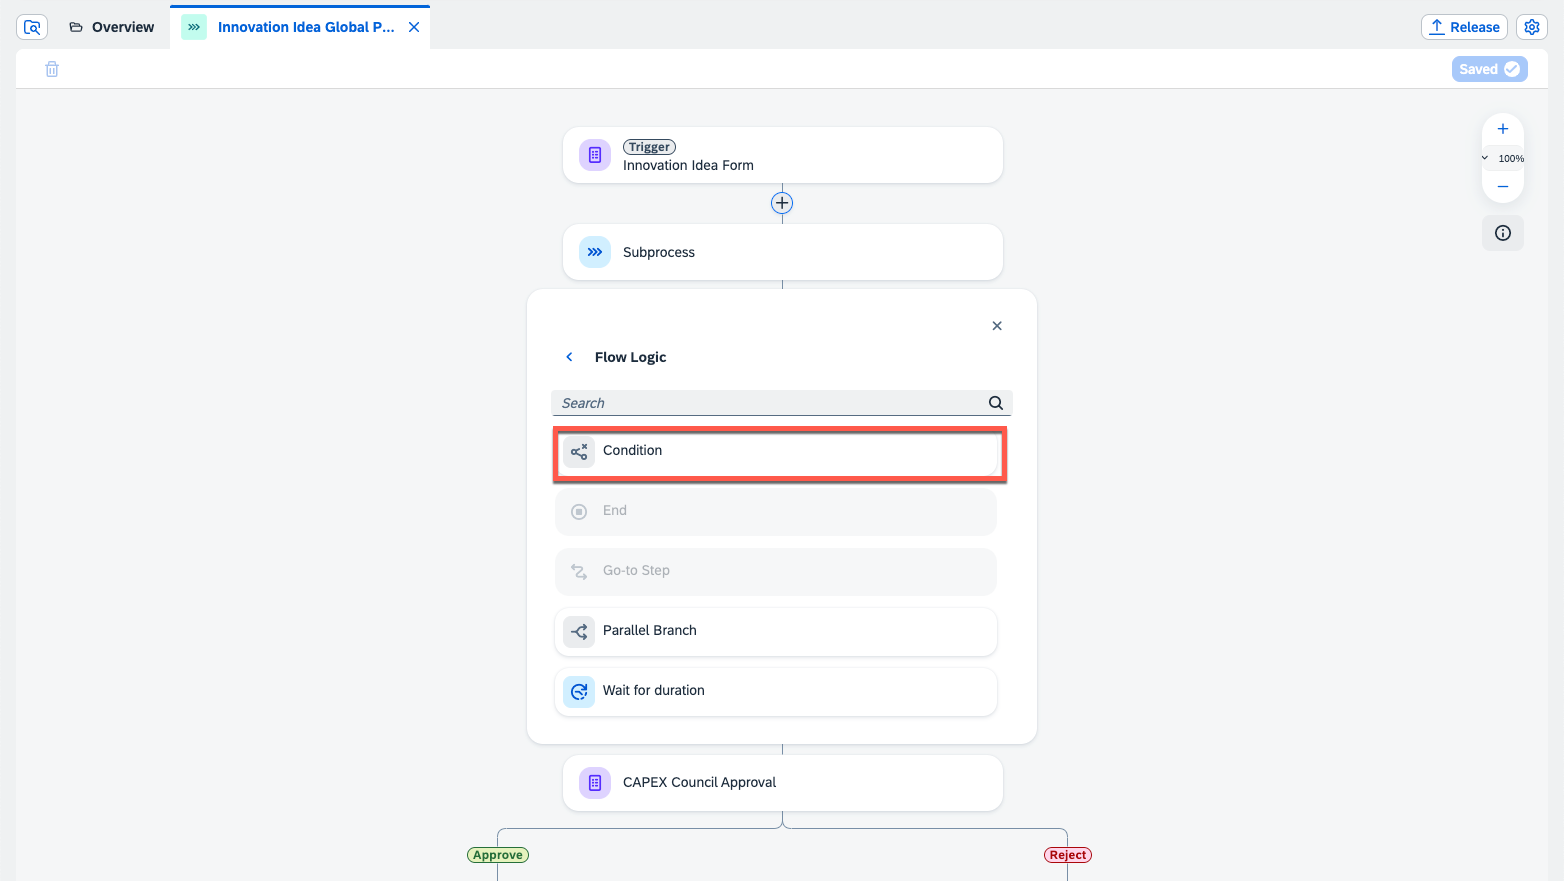 Overview
Innovation Idea Global P...
Release
Saved
Trigger
Innovation Idea Form
100%
Subprocess
Flow Logic
Search
Condition
End
Go-to Step
Parallel Branch
Wait for duration
CAPEX Council Approval
Approve
Reject